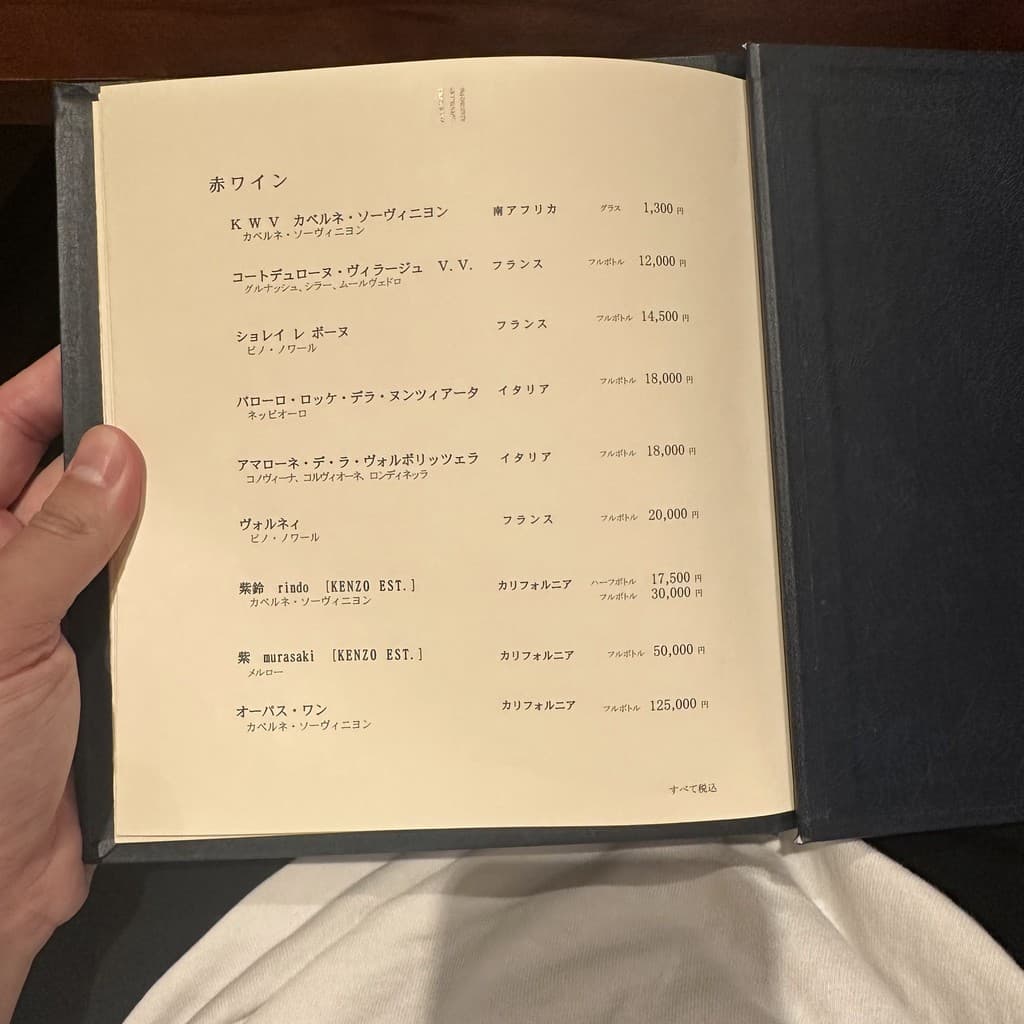 赤ワイン
ＫＷＶ カベルネ・ソーヴィニヨン 南アフリカ グラス 1,300 円
カベルネ・ソーヴィニヨン
コートデュローヌ・ヴィラージュ Ｖ.Ｖ. フランス フルボトル 12,000 円
グルナッシュ、シラー、ムールヴェドロ
ショレイ レ ボーヌ フランス フルボトル 14,500 円
ピノ・ノワール
バローロ・ロッケ・デラ・ヌンツィアータ イタリア フルボトル 18,000 円
ネッビオーロ
アマローネ・デ・ラ・ヴォルポリッツェラ イタリア フルボトル 18,000 円
コノヴィーナ、コルヴィオーネ、ロンディネッラ
ヴォルネィ フランス フルボトル 20,000 円
ピノ・ノワール
紫鈴 rindo [KENZO EST.] カリフォルニア ハーフボトル 17,500 円
カベルネ・ソーヴィニヨン フルボトル 30,000 円
紫 murasaki [KENZO EST.] カリフォルニア フルボトル 50,000 円
メルロー
オーパス・ワン カリフォルニア フルボトル 125,000 円
カベルネ・ソーヴィニヨン
すべて税込